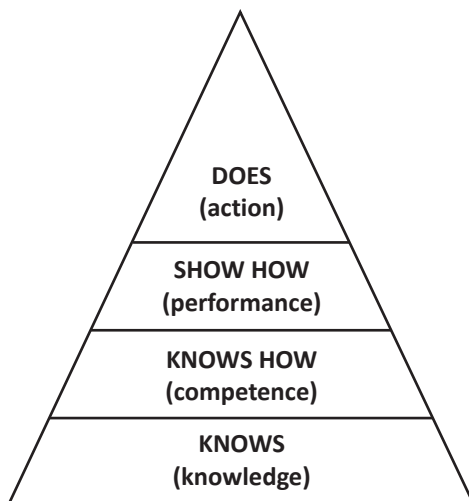 DOES
(action)
SHOW HOW
(performance)
KNOWS HOW
(competence)
KNOWS
(knowledge)